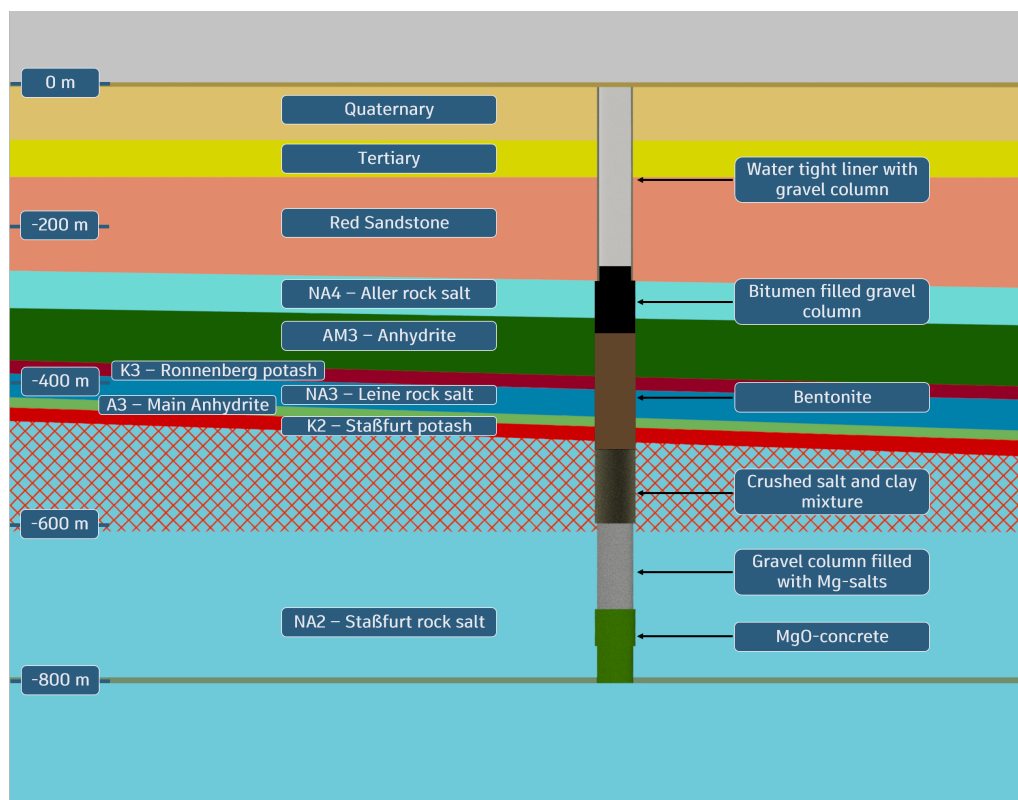 0 m
Quaternary
Tertiary
Water tight liner with
gravel column
-200 m
Red Sandstone
NA4 – Aller rock salt
Bitumen filled gravel
column
AM3 – Anhydrite
K3 – Ronnenberg potash
-400 m
NA3 – Leine rock salt
Bentonite
A3 – Main Anhydrite
K2 – Staßfurt potash
Crushed salt and clay
mixture
-600 m
Gravel column filled
with Mg-salts
NA2 – Staßfurt rock salt
MgO-concrete
-800 m